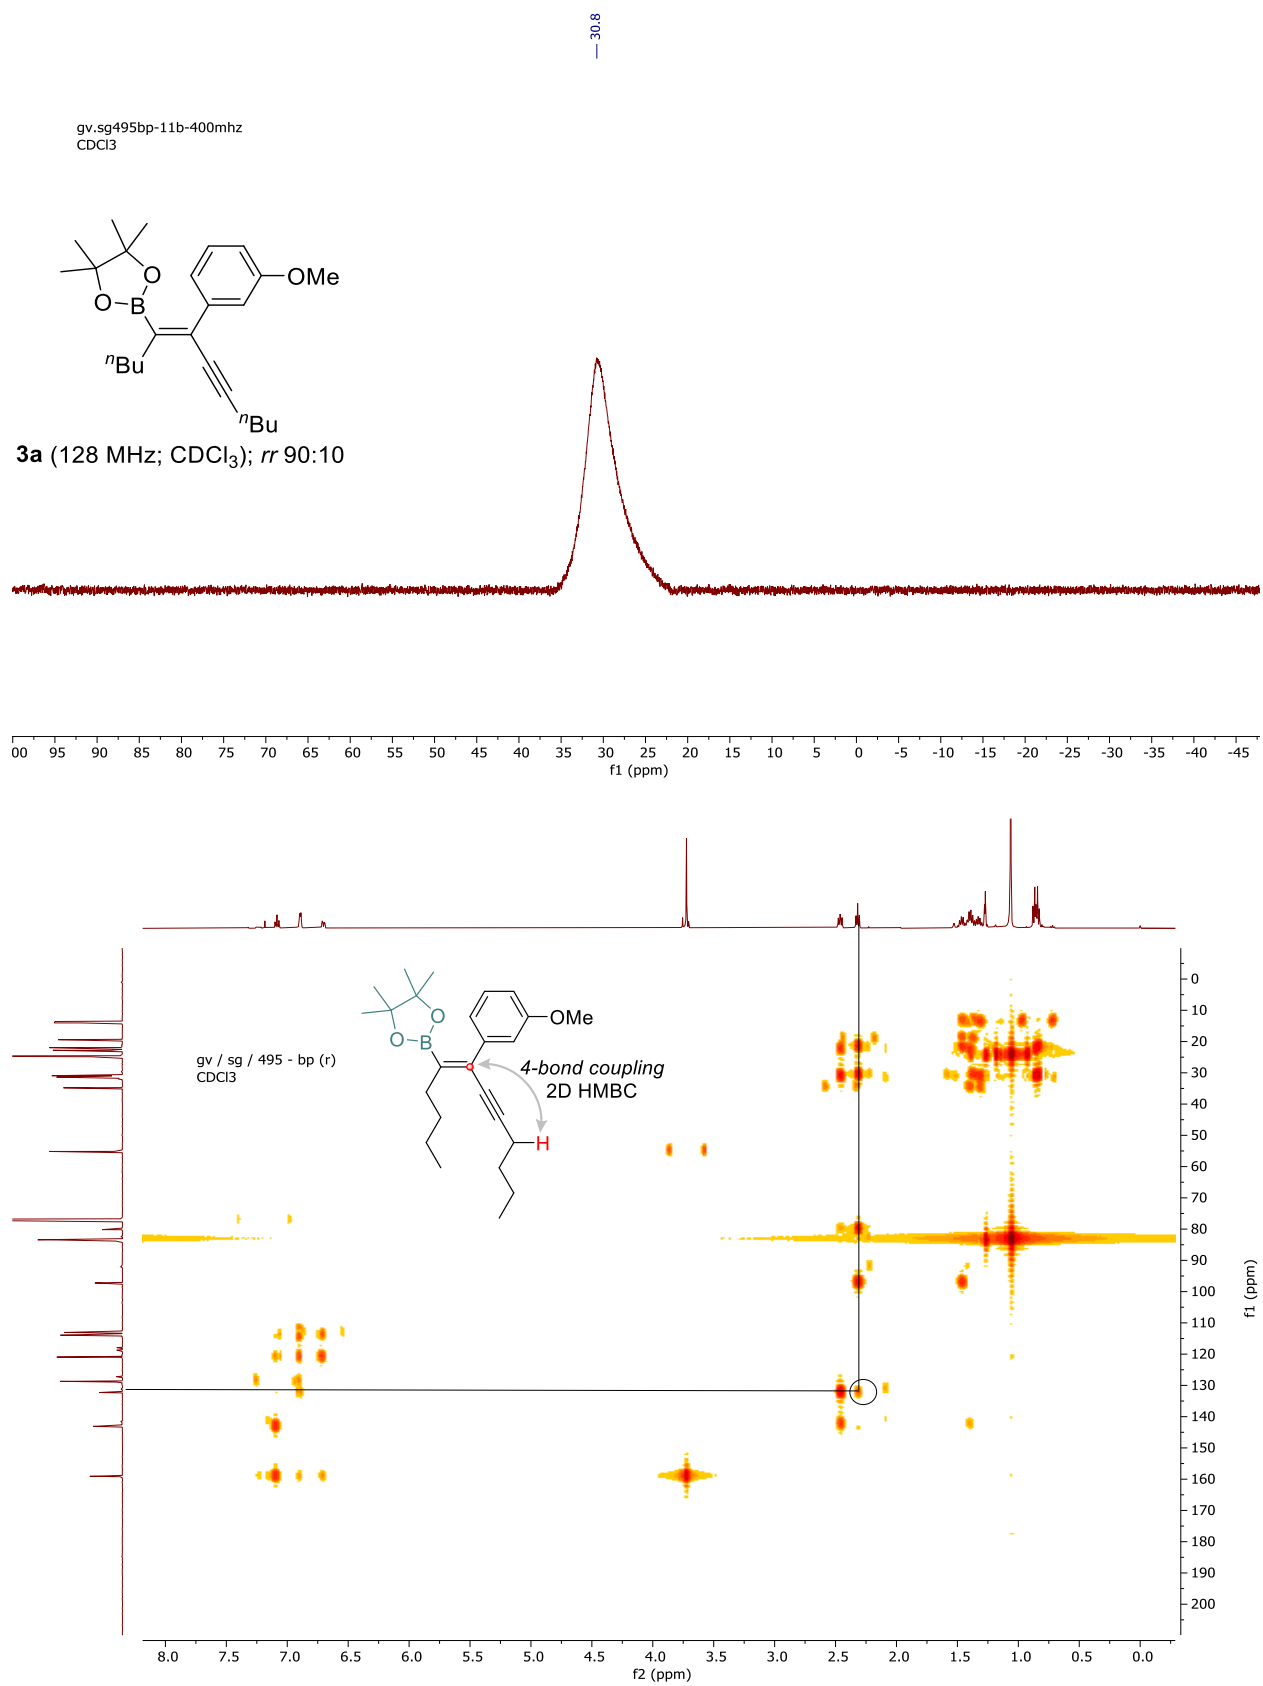 — 30.8
gv.sg495bp-11b-400mhz
CDCl3
O
O
B
OMe
nBu
nBu
3a (128 MHz; CDCl3); rr 90:10
00 95 90 85 80 75 70 65 60 55 50 45 40 35 30 25 20 15 10 5 0 -5 -10 -15 -20 -25 -30 -35 -40 -45
f1 (ppm)
gv / sg / 495 - bp (r)
CDCl3
O
O
B
OMe
4-bond coupling
2D HMBC
H
0
10
20
30
40
50
60
70
80
90
100
110
120
130
140
150
160
170
180
190
200
f1 (ppm)
8.0 7.5 7.0 6.5 6.0 5.5 5.0 4.5 4.0 3.5 3.0 2.5 2.0 1.5 1.0 0.5 0.0
f2 (ppm)